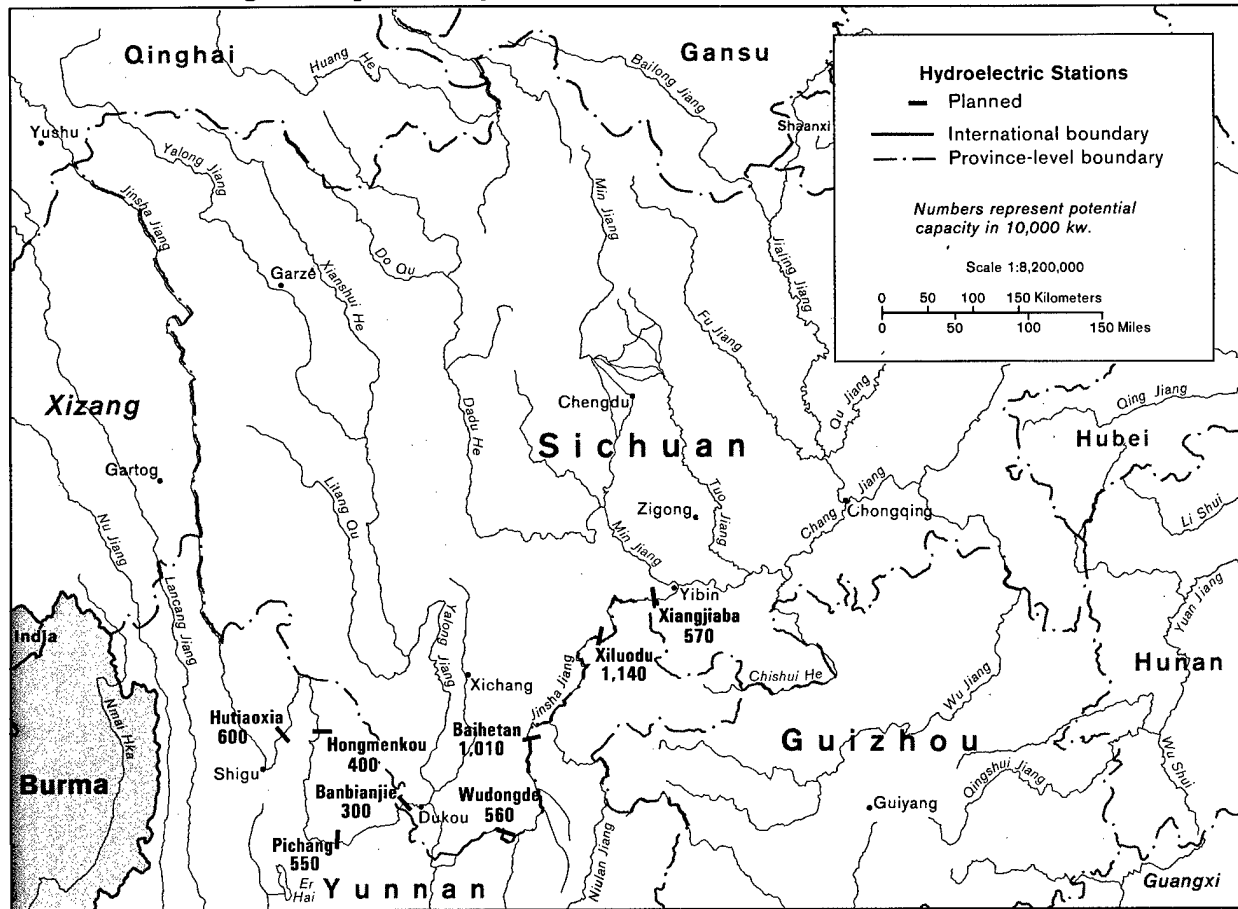 Qinghai
Gansu
Huang
He
Bailong Jiang
Shaanxi
Yushu
Yalong Jiang
Jinsha Jiang
Min Jiang
Jialing Jiang
Do Qu
Garzê
Xianshui He
Fu Jiang
Hydroelectric Stations
Planned
International boundary
Province-level boundary
Numbers represent potential
capacity in 10,000 kw.
Scale 1:8,200,000
0 50 100 150 Kilometers
0 50 100 150 Miles
Xizang
Chengdu
Dadu He
Qu Jiang
Qing Jiang
Hubei
Sichuan
Gartog
Litang Qu
Zigong
Tuo Jiang
Chang Jiang
Chongqing
Li Shui
Nu Jiang
Lancang Jiang
Min Jiang
Yibin
Xiangjiaba
570
Yuan Jiang
India
Yalong Jiang
Xiluodu
1,140
Hunan
Chishui He
Nmai Hka
Xichang
Jinsha Jiang
Wu Jiang
Hutiaoxia
600
Hongmenkou
400
Baihetan
1,010
Guizhou
Wu Shui
Shigu
Burma
Banbianjie
300
Dukou
Wudongde
560
Qingshui Jiang
Guiyang
Pichang
550
Er
Hai
Yunnan
Niulan Jiang
Guangxi